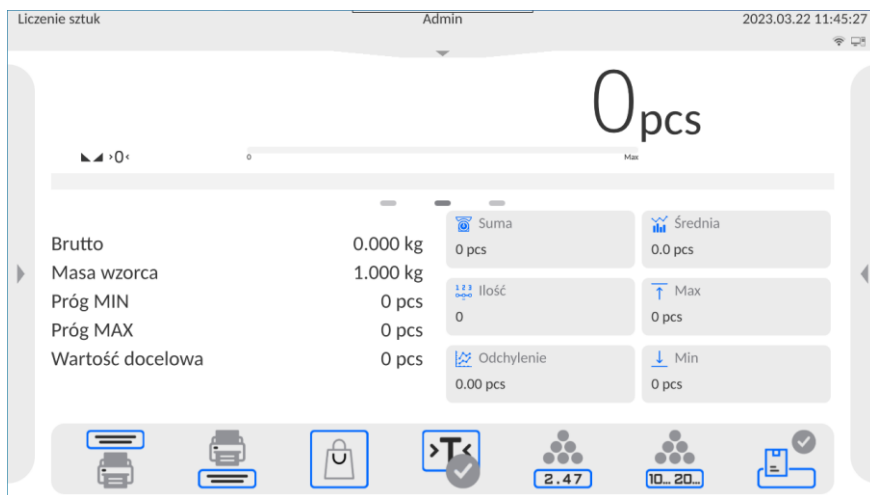 Liczenie sztuk Admin 2023.03.22 11:45:27
0pcs
›0‹ 0 Max
Brutto 0.000 kg
Masa wzorca 1.000 kg
Próg MIN 0 pcs
Próg MAX 0 pcs
Wartość docelowa 0 pcs
Suma
0 pcs
Średnia
0.0 pcs
1 2 3 Ilość
0
Max
0 pcs
Odchylenie
0.00 pcs
Min
0 pcs
›T‹ 2.47 10... 20...